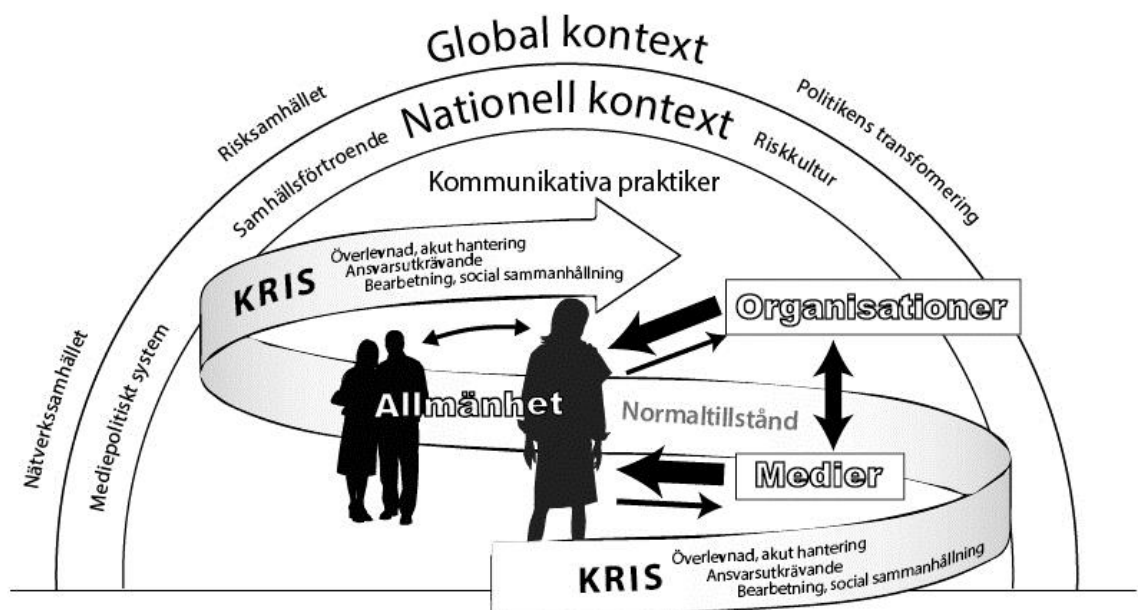 Global kontext
Nationell kontext
Risksamhället
Politikens transformering
Samhällsförtroende
Riskkultur
Kommunikativa praktiker
KRIS
Överlevnad, akut hantering
Ansvarsutkrävande
Bearbetning, social sammanhållning
Organisationer
Nätverkssamhället
Mediepolitiskt system
Allmänhet
Normaltillstånd
Medier
KRIS
Överlevnad, akut hantering
Ansvarsutkrävande
Bearbetning, social sammanhållning